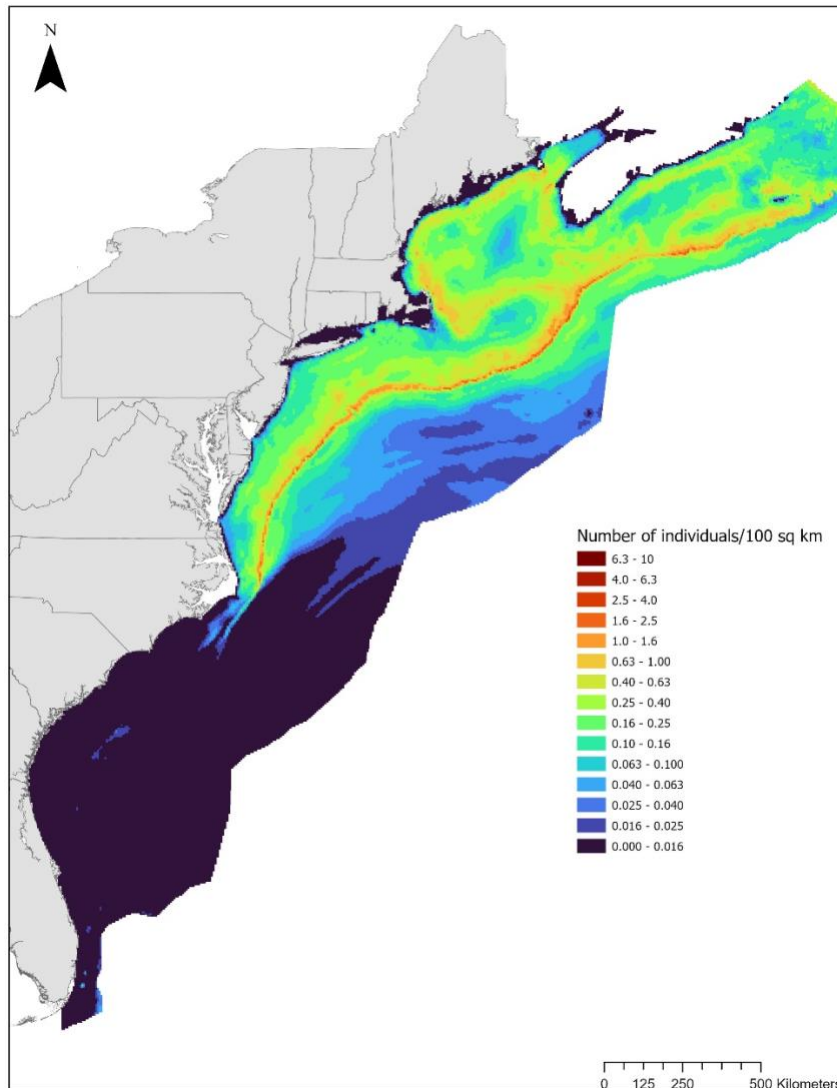 N
Number of individuals/100 sq km
6.3 - 10
4.0 - 6.3
2.5 - 4.0
1.6 - 2.5
1.0 - 1.6
0.63 - 1.00
0.40 - 0.63
0.25 - 0.40
0.16 - 0.25
0.10 - 0.16
0.063 - 0.100
0.040 - 0.063
0.025 - 0.040
0.016 - 0.025
0.000 - 0.016
0 125 250 500 Kilometers